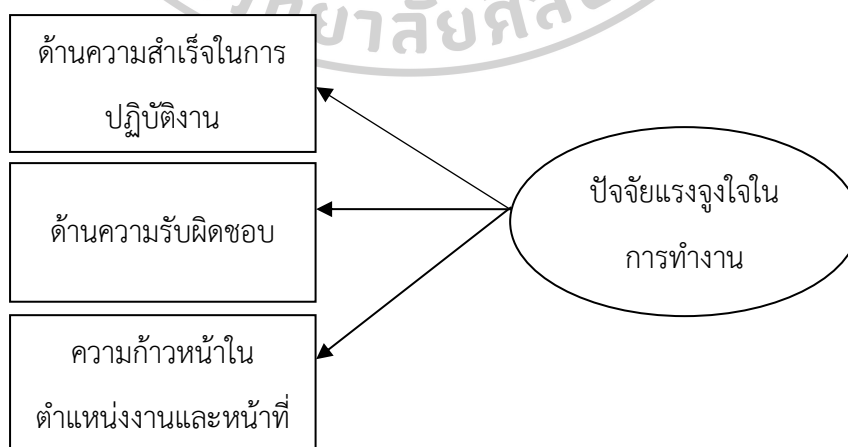 ด้านความสำเร็จในการ
ปฏิบัติงาน
ด้านความรับผิดชอบ
ความก้าวหน้าใน
ตำแหน่งงานและหน้าที่
ปัจจัยแรงจูงใจใน
การทำงาน